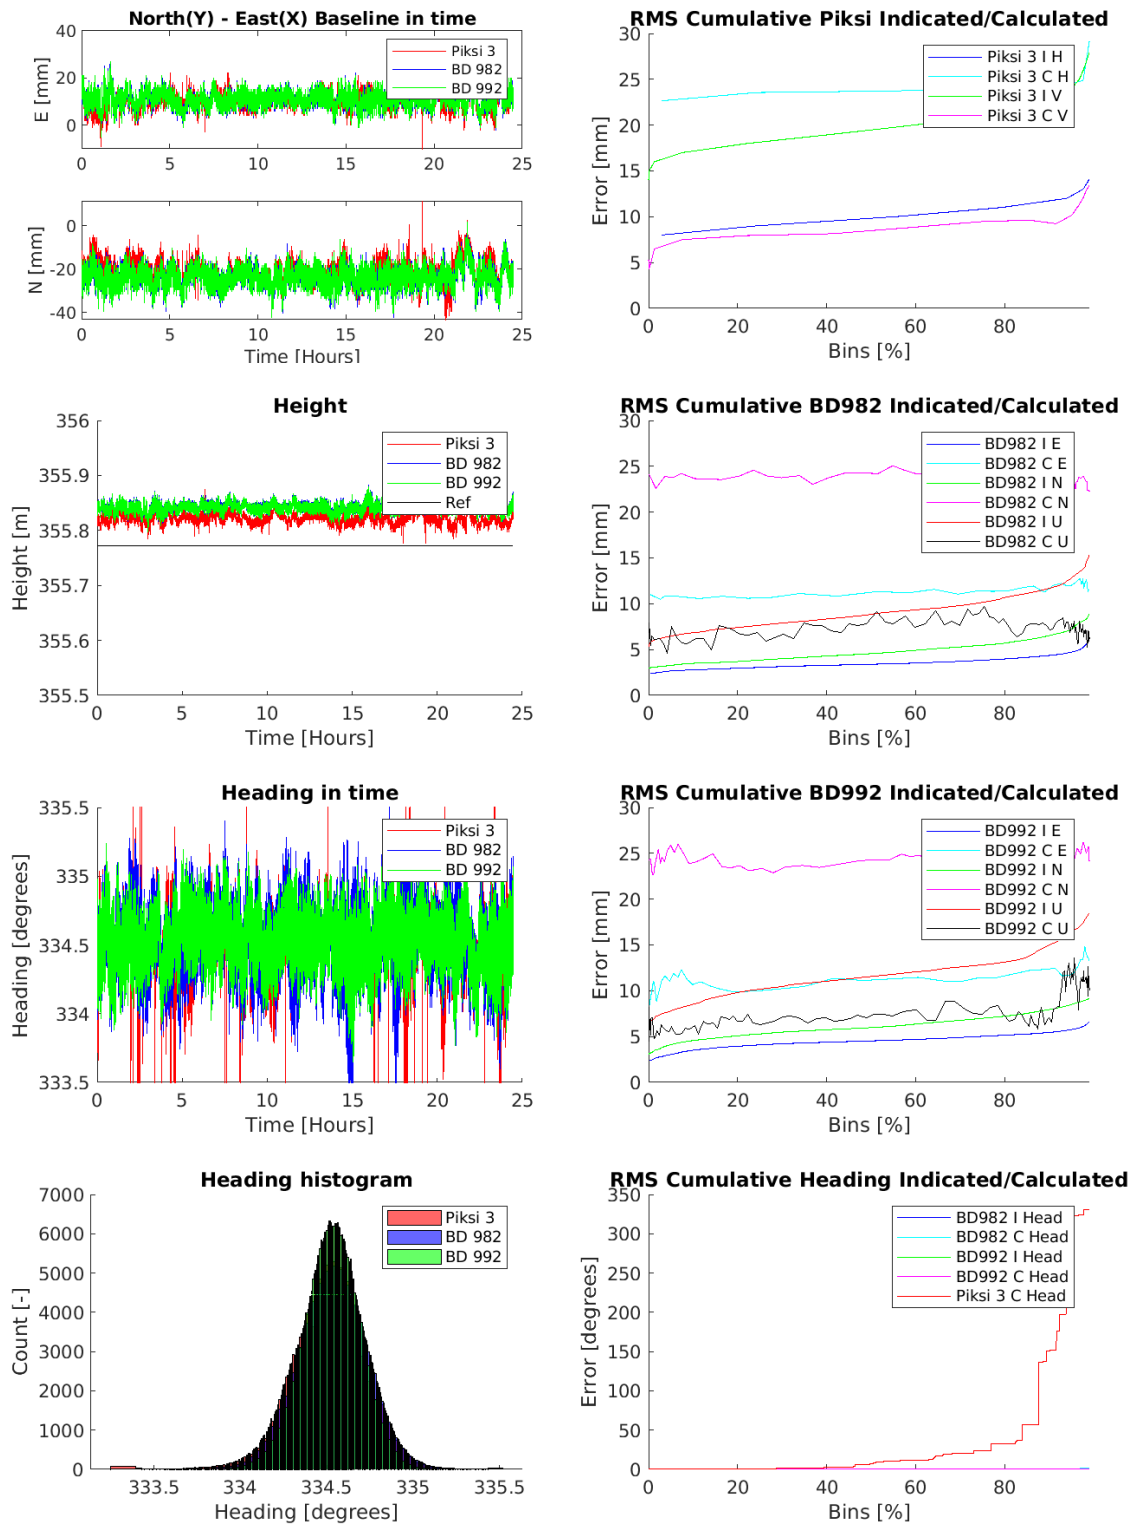 North(Y) - East(X) Baseline in time
E [mm]
40
20
0
0 5 10 15 20 25
Piksi 3
BD 982
BD 992
N [mm]
0
-20
-40
0 5 10 15 20 25
Time [Hours]
RMS Cumulative Piksi Indicated/Calculated
Error [mm]
30
25
20
15
10
5
0
0 20 40 60 80
Bins [%]
Piksi 3 I H
Piksi 3 C H
Piksi 3 I V
Piksi 3 C V
Height
Height [m]
356
355.9
355.8
355.7
355.6
355.5
0 5 10 15 20 25
Time [Hours]
Piksi 3
BD 982
BD 992
Ref
RMS Cumulative BD982 Indicated/Calculated
Error [mm]
30
25
20
15
10
5
0
0 20 40 60 80
Bins [%]
BD982 I E
BD982 C E
BD982 I N
BD982 C N
BD982 I U
BD982 C U
Heading in time
Heading [degrees]
335.5
335
334.5
334
333.5
0 5 10 15 20 25
Time [Hours]
Piksi 3
BD 982
BD 992
RMS Cumulative BD992 Indicated/Calculated
Error [mm]
30
25
20
15
10
5
0
0 20 40 60 80
Bins [%]
BD992 I E
BD992 C E
BD992 I N
BD992 C N
BD992 I U
BD992 C U
Heading histogram
Count [-]
7000
6000
5000
4000
3000
2000
1000
0
333.5 334 334.5 335 335.5
Heading [degrees]
Piksi 3
BD 982
BD 992
RMS Cumulative Heading Indicated/Calculated
Error [degrees]
350
300
250
200
150
100
50
0
0 20 40 60 80
Bins [%]
BD982 I Head
BD982 C Head
BD992 I Head
BD992 C Head
Piksi 3 C Head